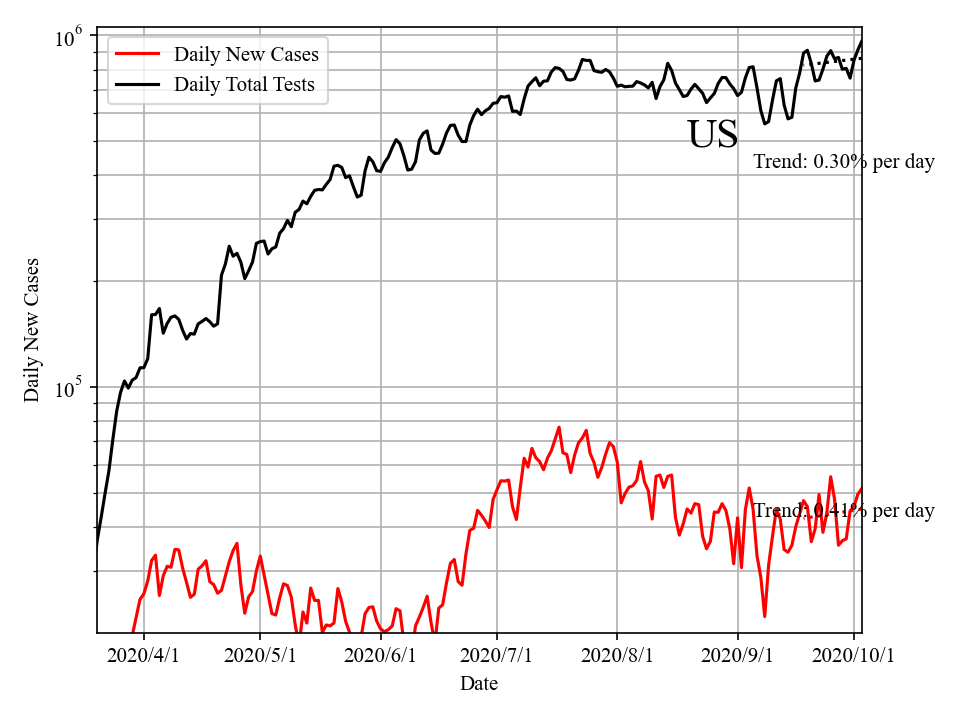 Daily New Cases
Daily Total Tests
10^6
US
Trend: 0.30% per day
Daily New Cases
10^5
Trend: 0.41% per day
2020/4/1 2020/5/1 2020/6/1 2020/7/1 2020/8/1 2020/9/1 2020/10/1
Date